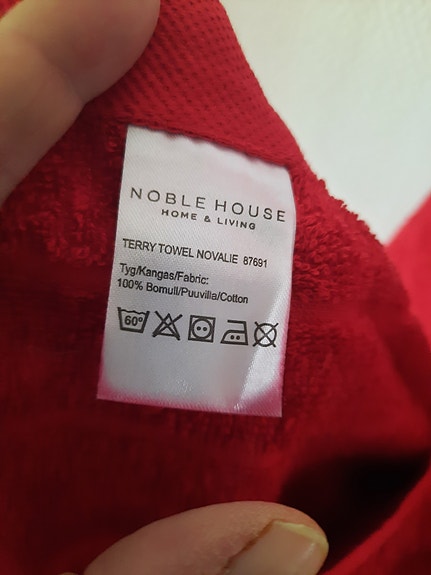 NOBLE HOUSE
HOME & LIVING
TERRY TOWEL NOVALIE 87691
Tyg/Kangas/Fabric:
100% Bomull/Puuvilla/Cotton
60°